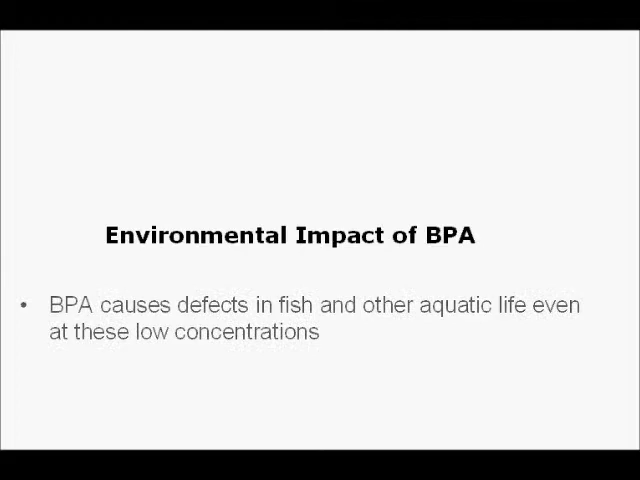 Environmental Impact of BPA
• BPA causes defects in fish and other aquatic life even
at these low concentrations